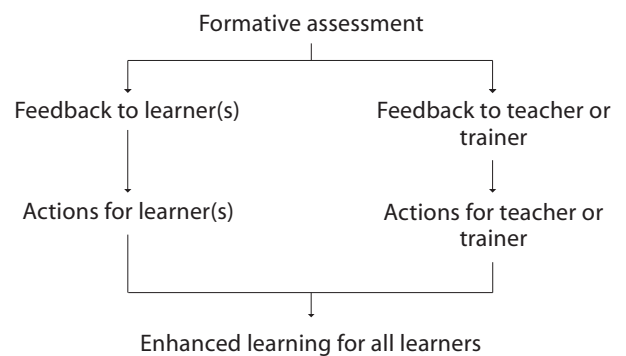 Formative assessment
Feedback to learner(s)
Feedback to teacher or
trainer
Actions for learner(s)
Actions for teacher or
trainer
Enhanced learning for all learners